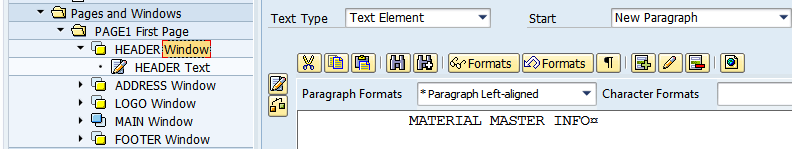 Pages and Windows
PAGE1 First Page
HEADER Window
HEADER Text
ADDRESS Window
LOGO Window
MAIN Window
FOOTER Window
Text Type Text Element Start New Paragraph
Formats Formats ¶
Paragraph Formats * Paragraph Left-aligned Character Formats
MATERIAL MASTER INFO¤